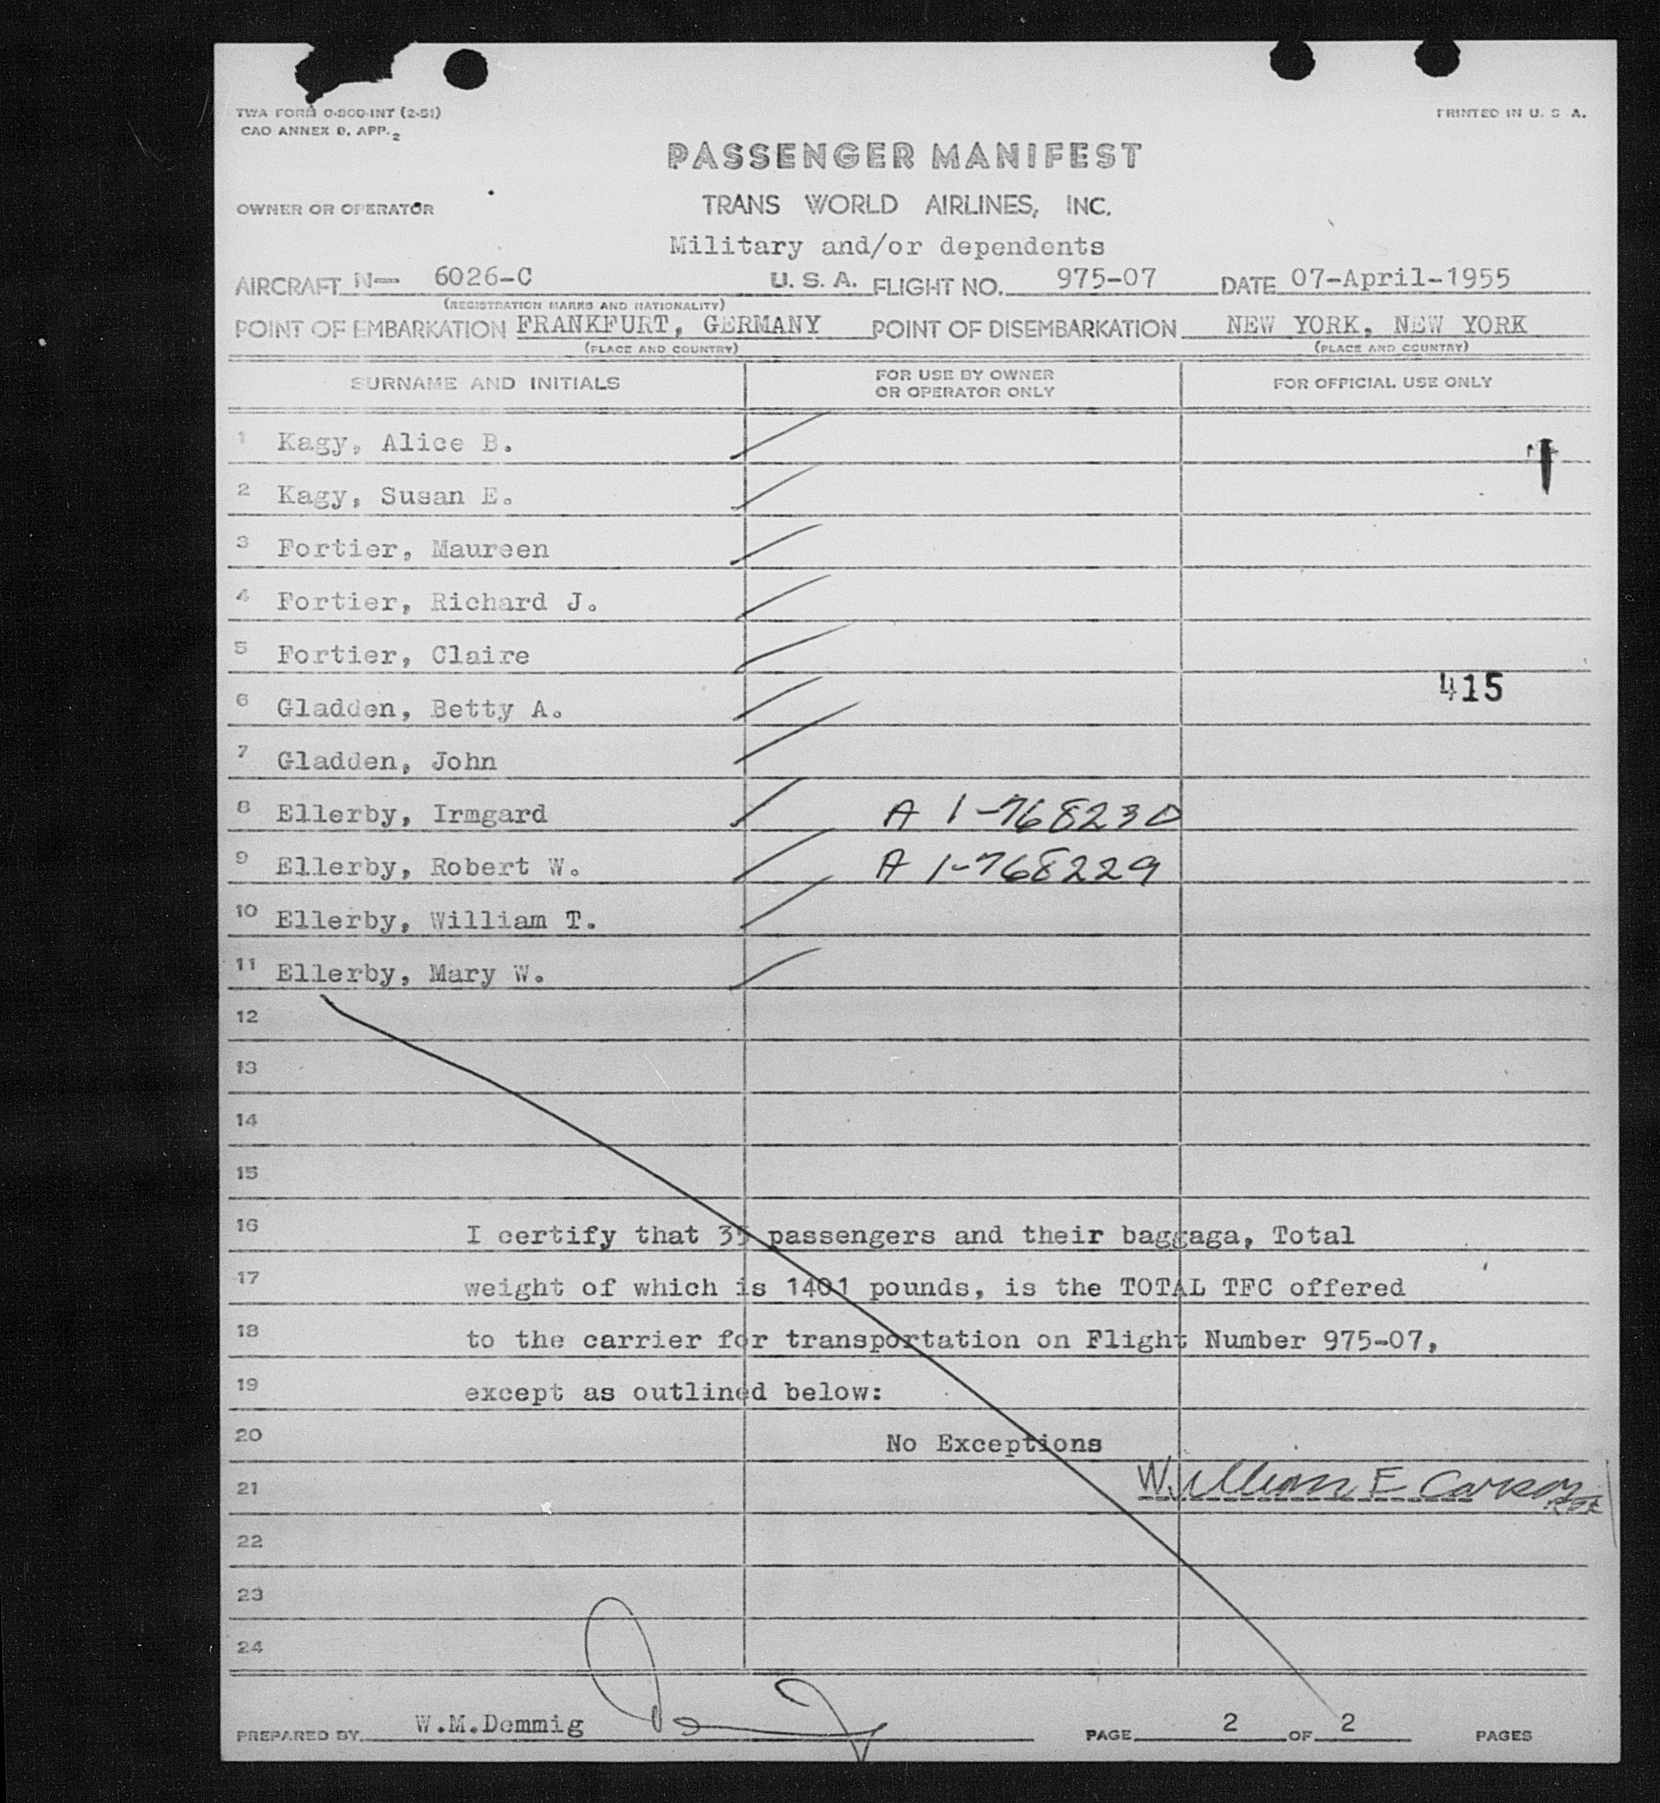 TWA FORM O-800-INT (2-51)
CAO ANNEX 9, APP. 2
PRINTED IN U. S. A.
PASSENGER MANIFEST
OWNER OR OPERATOR
TRANS WORLD AIRLINES, INC.
Military and/or dependents
AIRCRAFT N— 6026-C U. S. A. FLIGHT NO. 975-07 DATE 07-April-1955
(REGISTRATION MARKS AND NATIONALITY)
POINT OF EMBARKATION FRANKFURT, GERMANY POINT OF DISEMBARKATION NEW YORK, NEW YORK
(PLACE AND COUNTRY) (PLACE AND COUNTRY)
SURNAME AND INITIALS FOR USE BY OWNER OR OPERATOR ONLY FOR OFFICIAL USE ONLY
1 Kagy, Alice B.
2 Kagy, Susan E.
3 Fortier, Maureen
4 Fortier, Richard J.
5 Fortier, Claire
415
6 Gladden, Betty A.
7 Gladden, John
8 Ellerby, Irmgard A 1-768230
9 Ellerby, Robert W. A 1-768229
10 Ellerby, William T.
11 Ellerby, Mary W.
12
13
14
15
16 I certify that 35 passengers and their baggaga, Total
17 weight of which is 1401 pounds, is the TOTAL TFC offered
18 to the carrier for transportation on Flight Number 975-07,
19 except as outlined below:
20 No Exceptions
21 William E Carson
22
23
24
PREPARED BY W.M.Demmig PAGE 2 OF 2 PAGES